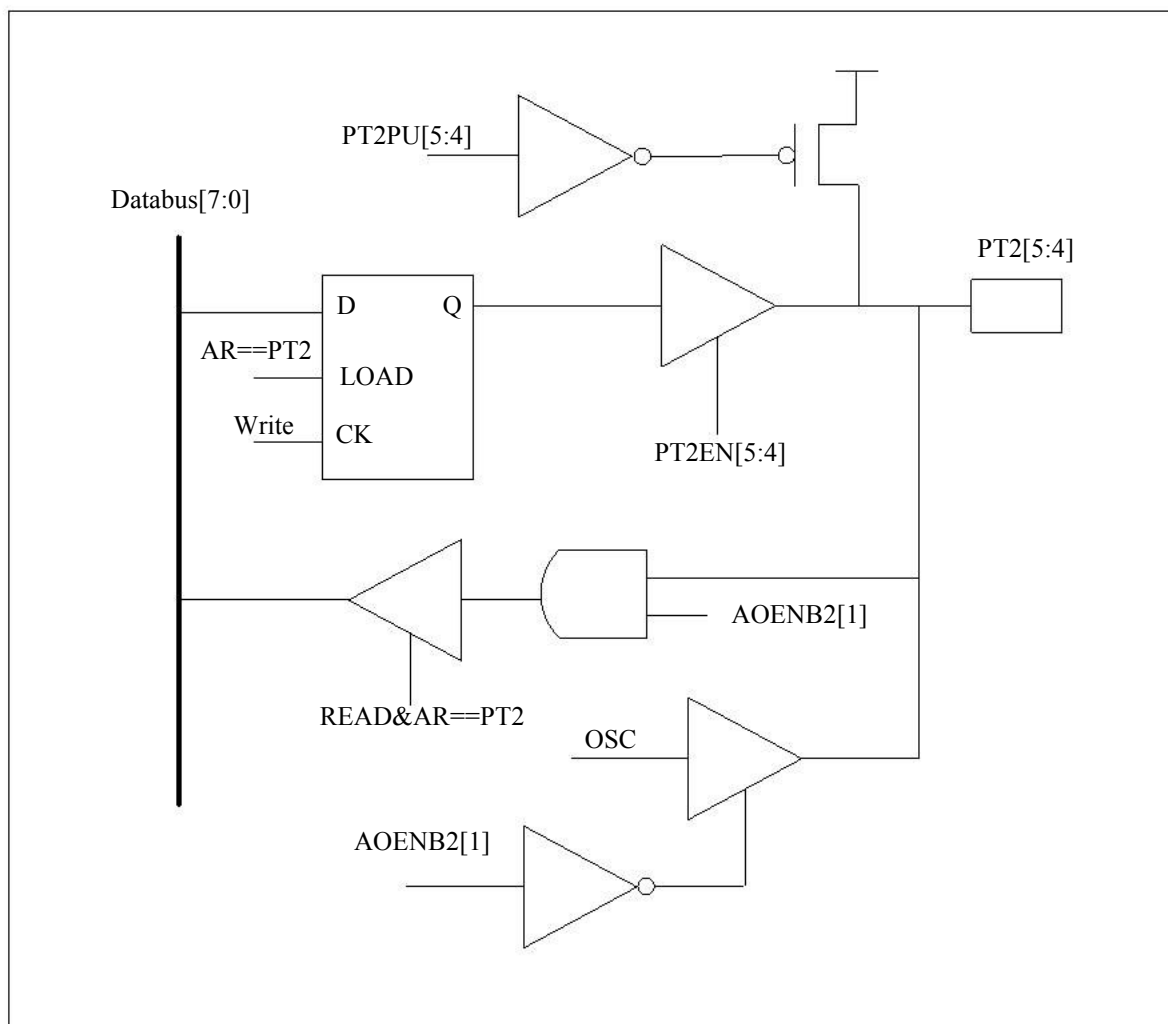 PT2PU[5:4]
Databus[7:0]
PT2[5:4]
D
Q
AR==PT2
LOAD
Write
CK
PT2EN[5:4]
AOENB2[1]
READ&AR==PT2
OSC
AOENB2[1]